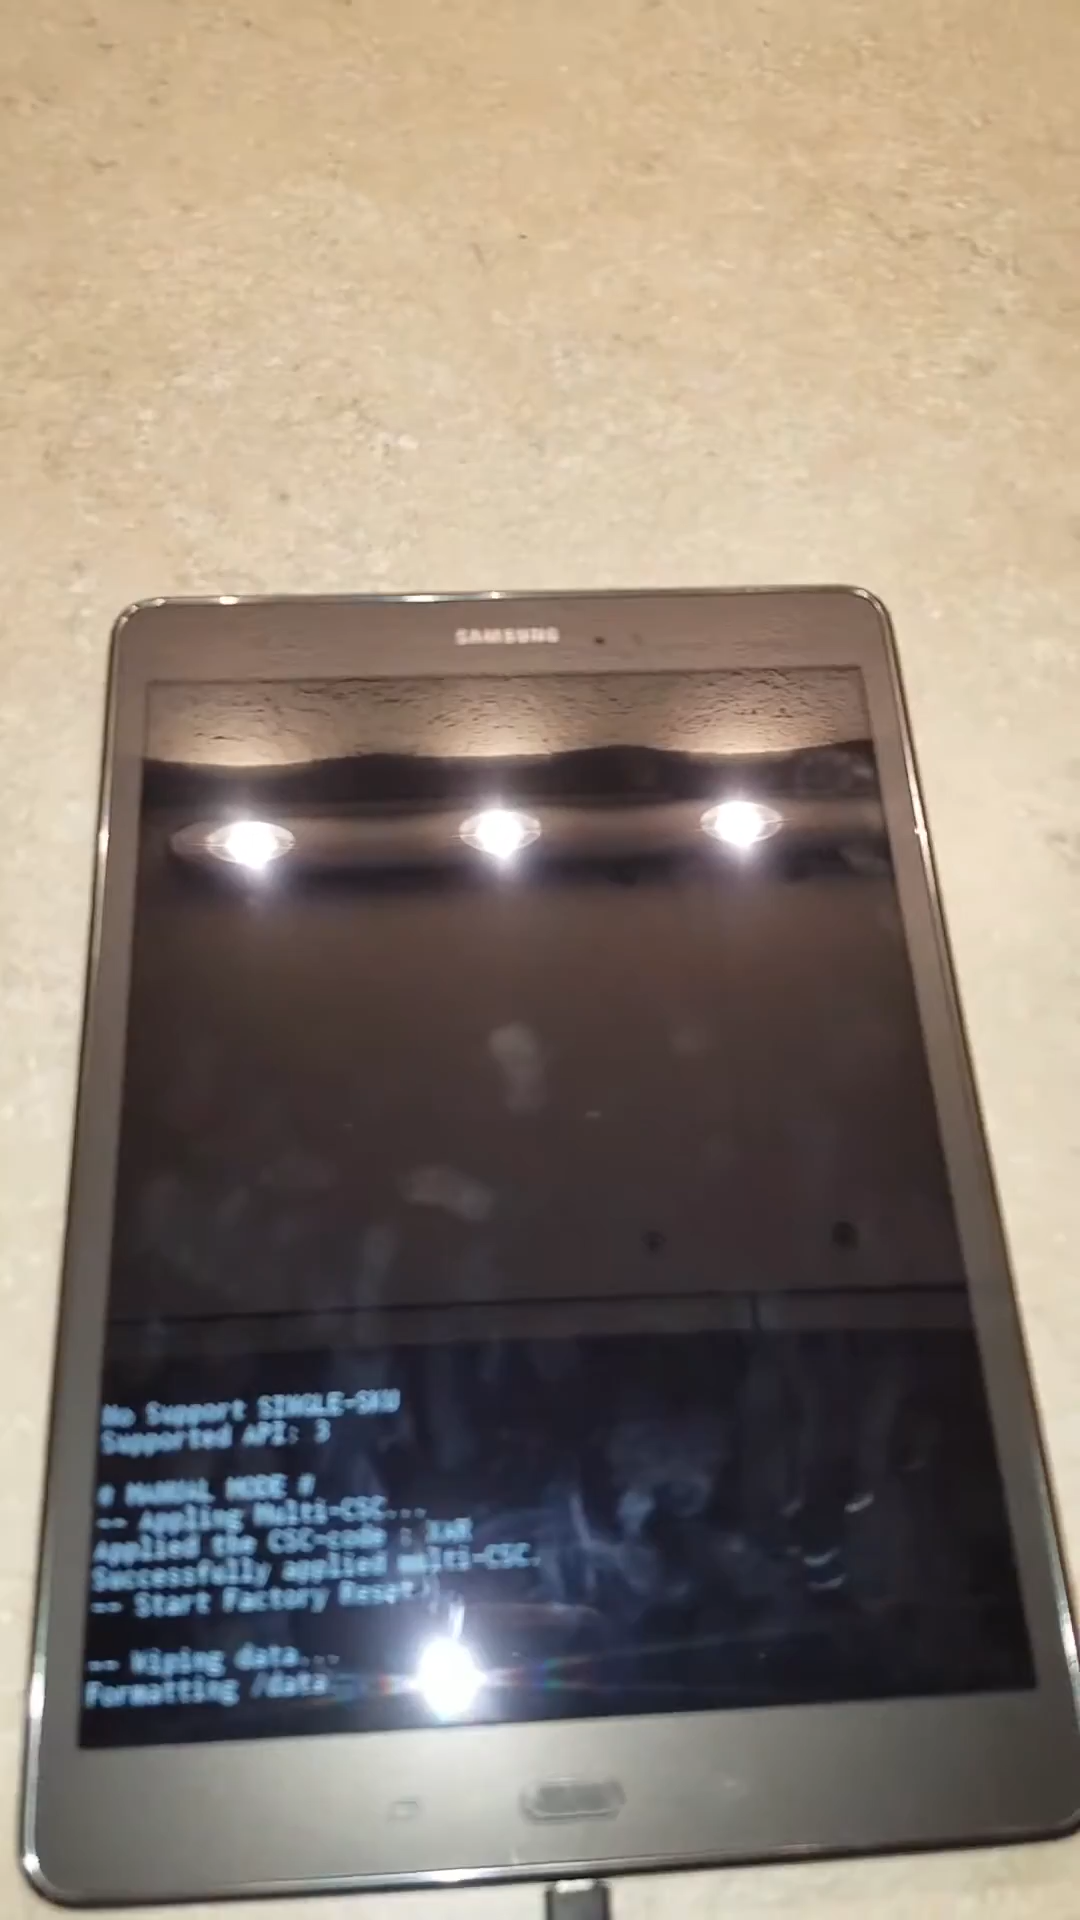 SAMSUNG
No Support SINGLE-SKU
Supported API: 3
# MANUAL MODE #
-- Appling Multi-CSC...
Applied the CSC-code : XAR
Successfully applied multi-CSC.
-- Start Factory Reset
-- Wiping data...
Formatting /data